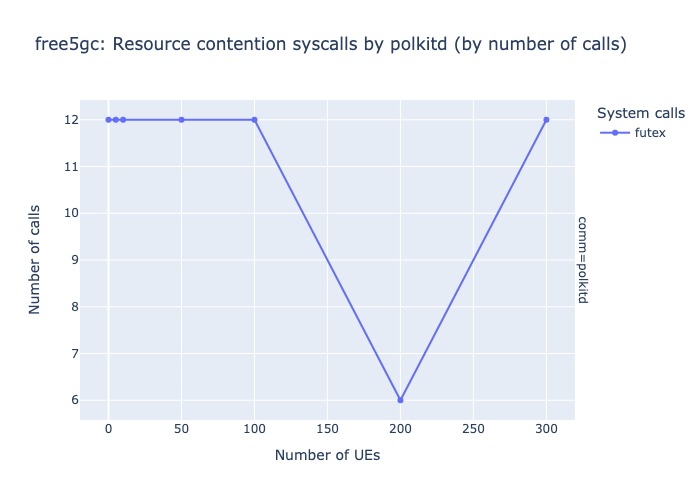 free5gc: Resource contention syscalls by polkitd (by number of calls)
System calls
futex
12
11
10
9
8
7
6
Number of calls
comm=polkitd
0 50 100 150 200 250 300
Number of UEs